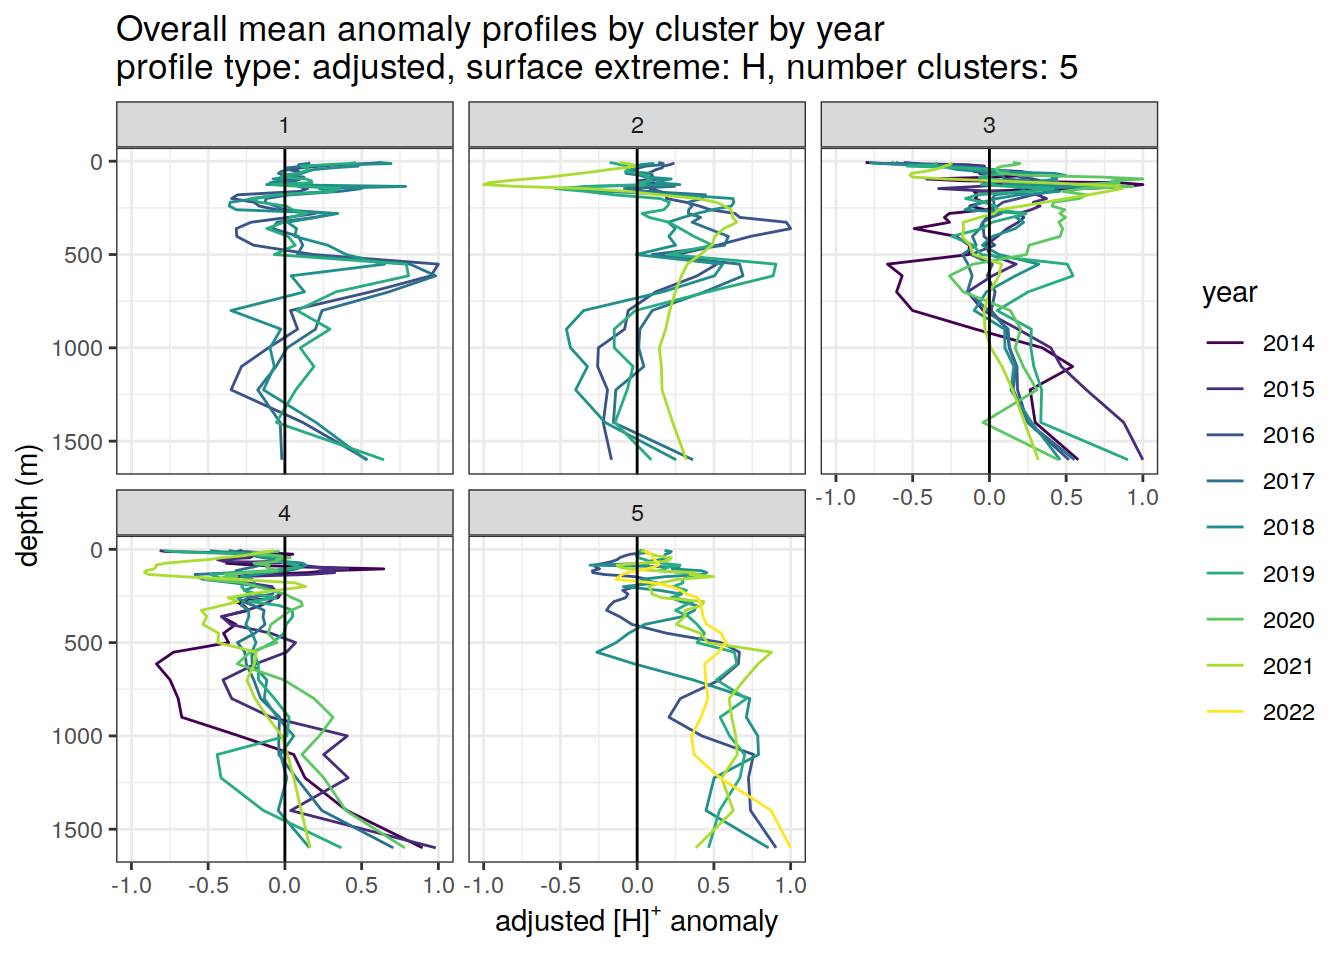 Overall mean anomaly profiles by cluster by year
profile type: adjusted, surface extreme: H, number clusters: 5
1
2
3
0
500
1000
1500
-1.0 -0.5 0.0 0.5 1.0
4
5
0
500
1000
1500
-1.0 -0.5 0.0 0.5 1.0
-1.0 -0.5 0.0 0.5 1.0
depth (m)
adjusted [H]⁺ anomaly
year
2014
2015
2016
2017
2018
2019
2020
2021
2022